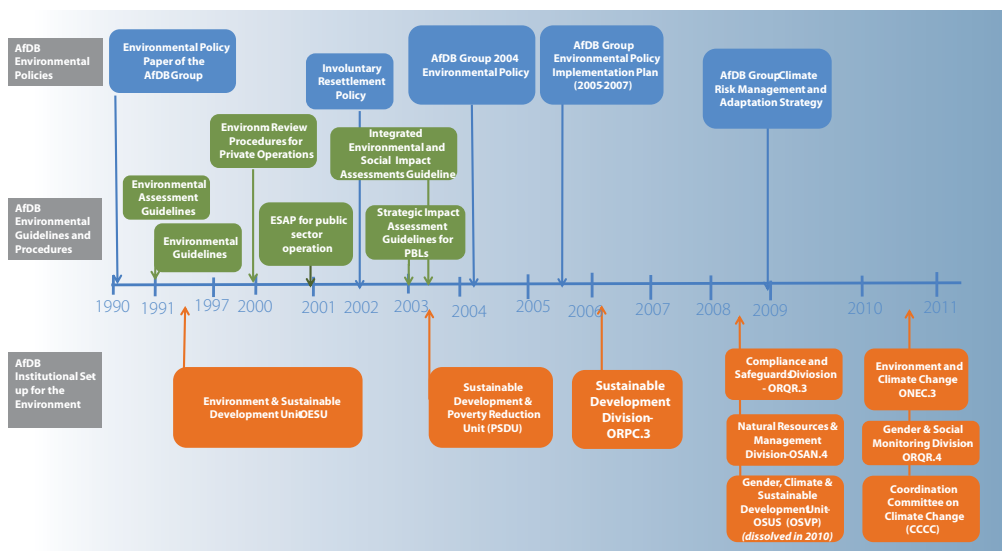 AfDB
Environmental
Policies
Environmental Policy
Paper of the
AfDBGroup
Involuntary
Resettlement
Policy
AfDB Group 2004
Environmental Policy
AfDB Group
Environmental Policy
Implementation Plan
(2005-2007)
AfDB GroupClimate
Risk Management and
Adaptation Strategy
AfDB
Environmental
Guidelines and
Procedures
Environmental
Assessment
Guidelines
Environmental
Guidelines
Environm.Review
Procedures for
Private Operations
ESAP for public
sector
operation
Integrated
Environmental and
Social Impact
Assessments Guideline
Strategic Impact
Assessment
Guidelines for
PBLs
1990 1991 1997 2000 2001 2002 2003 2004 2005 2006 2007 2008 2009 2010 2011
AfDB
Institutional Set
up for the
Environment
Environment & Sustainable
Development Unit-OESU
Sustainable
Development &
Poverty Reduction
Unit (PSDU)
Sustainable
Development
Division-
ORPC.3
Compliance and
SafeguardsDiviosion
- ORQR.3
Natural Resources &
Management
Division-OSAN.4
Gender, Climate &
Sustainable
DevelopmentUnit-
OSUS (OSVP)
(dissolved in 2010)
Environment and
Climate Change
ONEC.3
Gender & Social
Monitoring Division
ORQR.4
Coordination
Committee on
Climate Change
(CCCC)